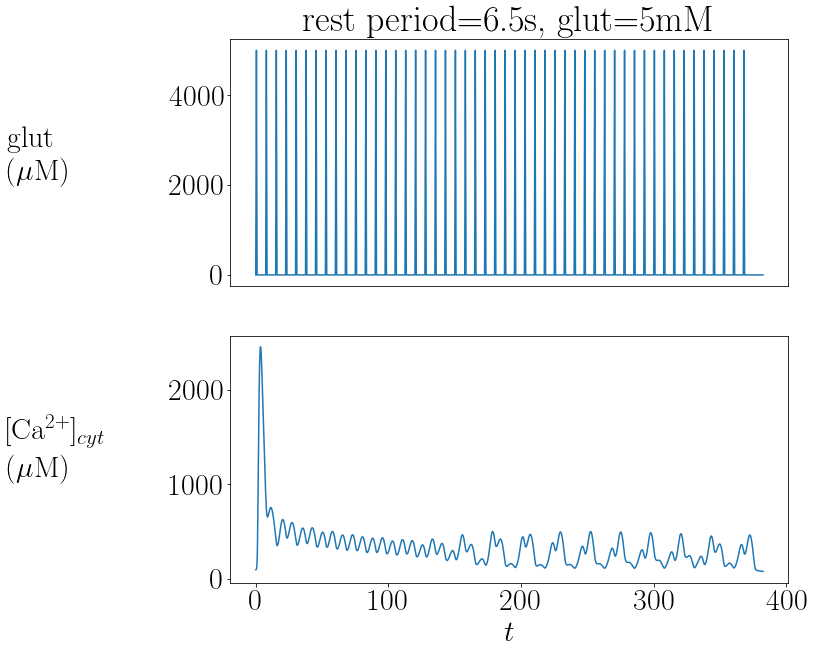 rest period=6.5s, glut=5mM
glut
(μM)
4000
2000
0
[Ca²⁺]cyt
(μM)
2000
1000
0
0 100 200 300 400
t